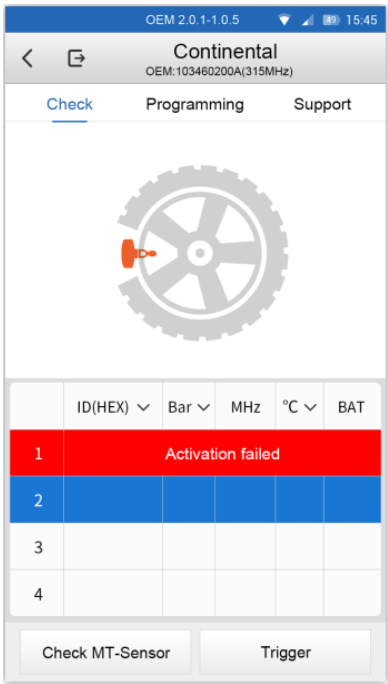 OEM 2.0.1-1.0.5 49 15:45
Continental
OEM:103460200A(315MHz)
Check Programming Support
ID(HEX) Bar MHz °C BAT
1 Activation failed
2
3
4
Check MT-Sensor Trigger